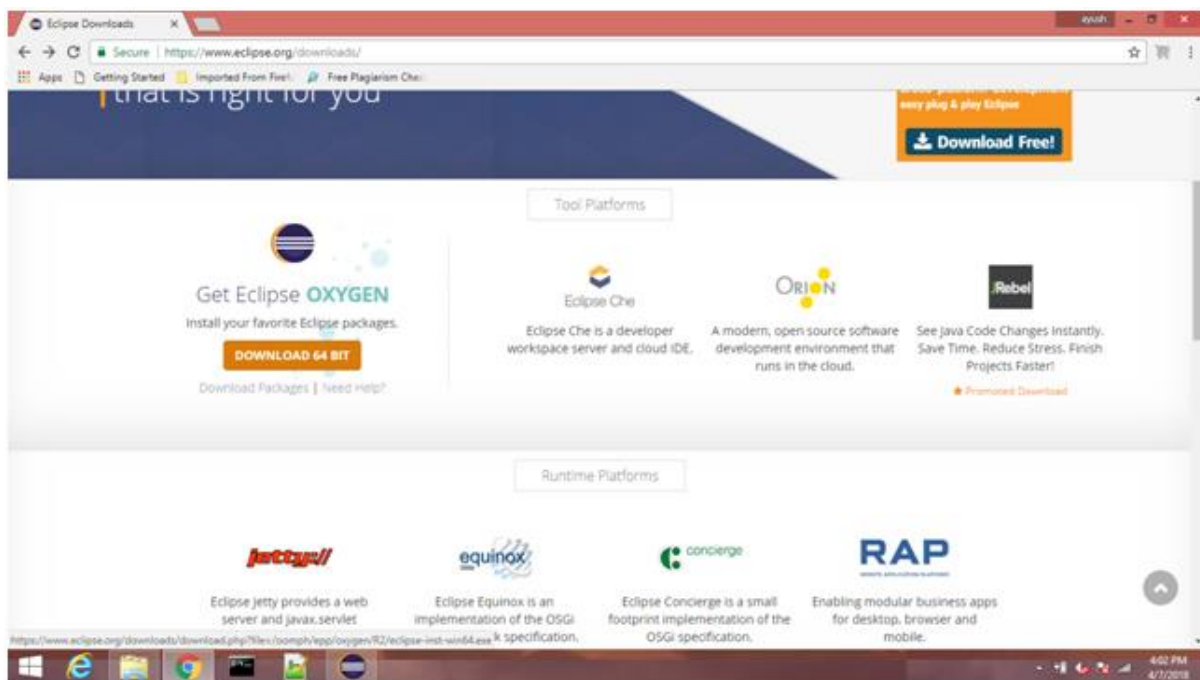 Eclipse Downloads
ayush
Secure | https://www.eclipse.org/downloads/
Apps Getting Started Imported From Firef Free Plagiarism Che
that is right for you
easy plug & play Eclipse
Download Free!
Tool Platforms
Get Eclipse OXYGEN
Install your favorite Eclipse packages.
DOWNLOAD 64 BIT
Download Packages | Need Help?
Eclipse Che
Eclipse Che is a developer
workspace server and cloud IDE.
ORION
A modern, open source software
development environment that
runs in the cloud.
JRebel
See Java Code Changes Instantly.
Save Time. Reduce Stress. Finish
Projects Faster!
Promoted Download
Runtime Platforms
jetty://
Eclipse Jetty provides a web
server and javax.servlet
equinox
Eclipse Equinox is an
implementation of the OSGi
k specification.
concierge
Eclipse Concierge is a small
footprint implementation of the
OSGi specification.
RAP
Enabling modular business apps
for desktop, browser and
mobile.
https://www.eclipse.org/downloads/download.php?file=/oomph/epp/oxygen/R2/eclipse-inst-win64.exe
4:02 PM
4/7/2018